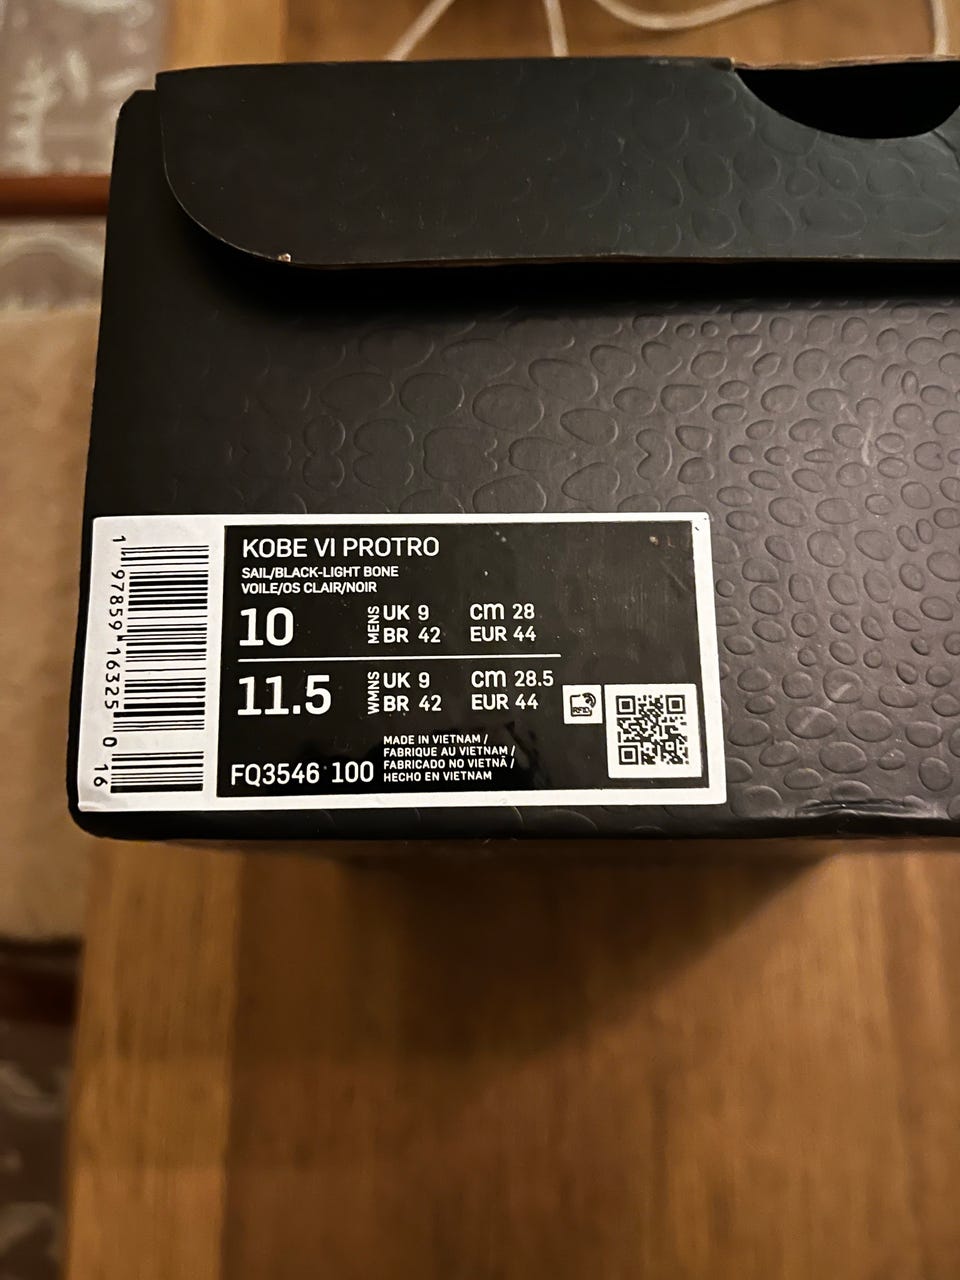 KOBE VI PROTRO
SAIL/BLACK-LIGHT BONE
VOILE/OS CLAIR/NOIR
10 MENS UK 9 cm 28
BR 42 EUR 44
11.5 WMNS UK 9 cm 28.5
BR 42 EUR 44
RFID
FQ3546 100
MADE IN VIETNAM /
FABRIQUE AU VIETNAM /
FABRICADO NO VIETNÃ /
HECHO EN VIETNAM
1 97859 16325 0 16